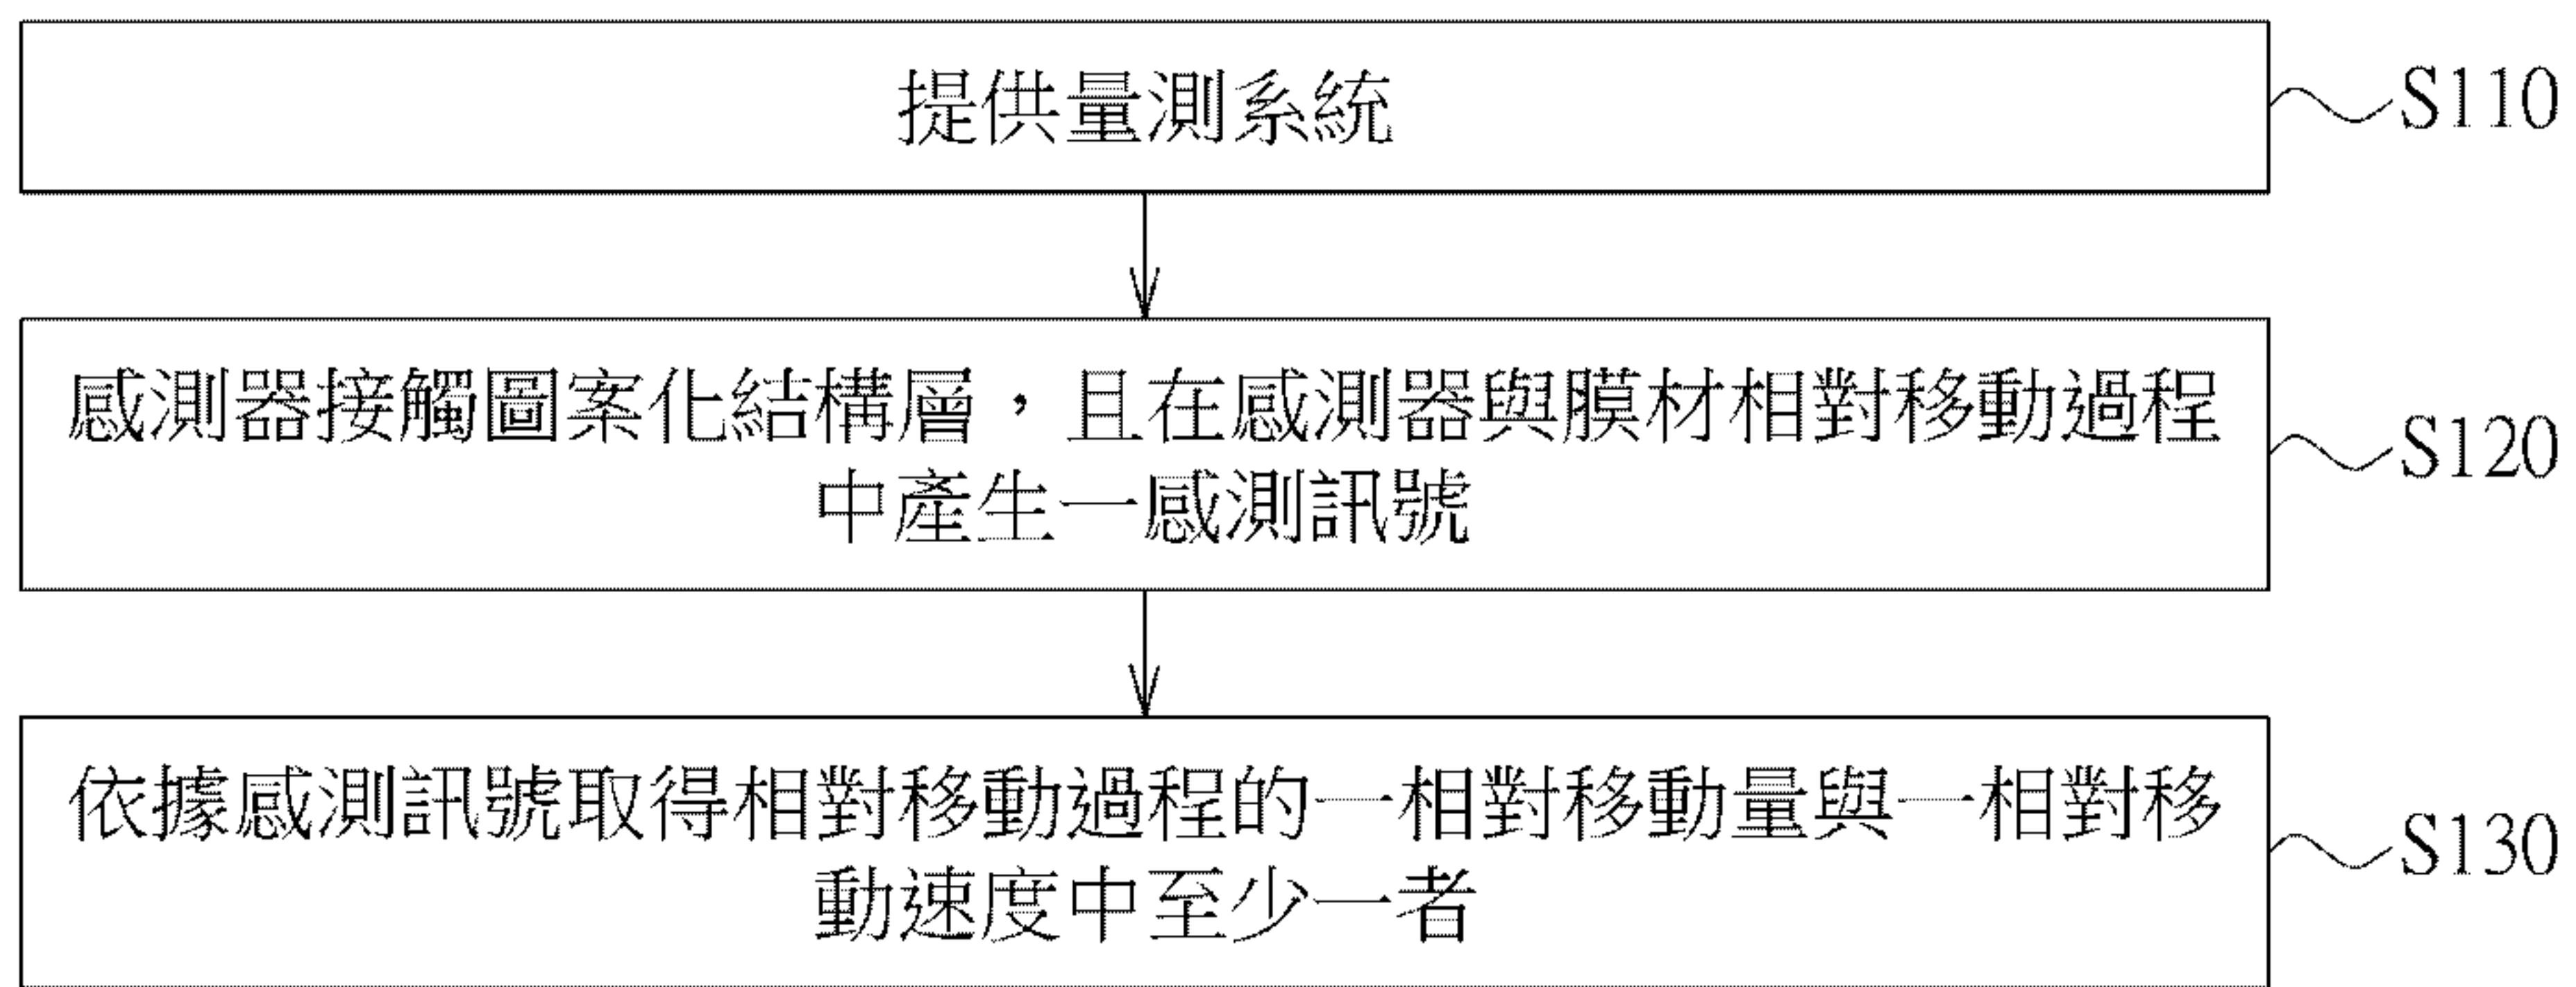 提供量測系統
S110
感測器接觸圖案化結構層，且在感測器與膜材相對移動過程
中產生一感測訊號
S120
依據感測訊號取得相對移動過程的一相對移動量與一相對移
動速度中至少一者
S130